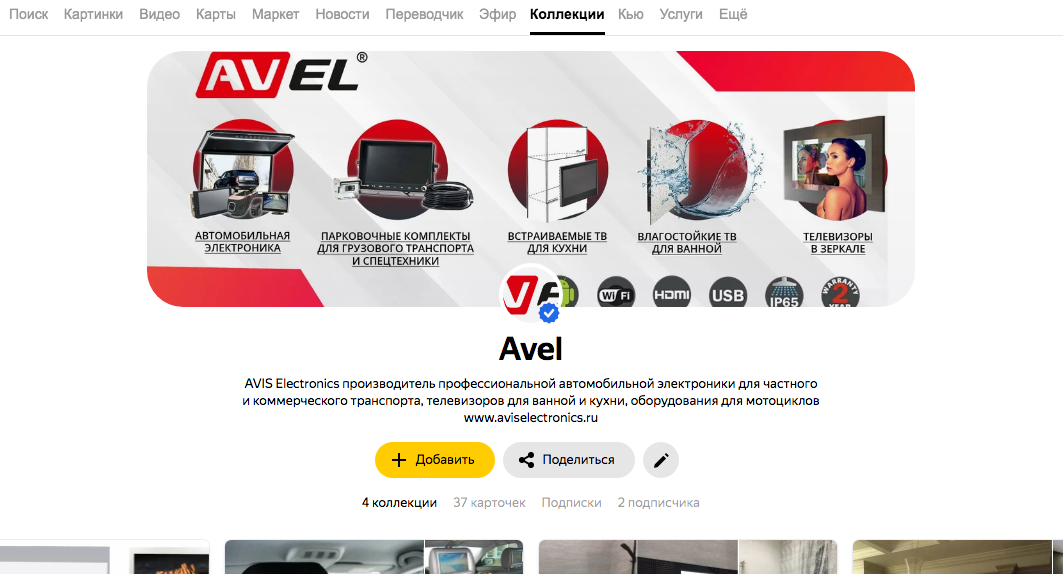 Поиск Картинки Видео Карты Маркет Новости Переводчик Эфир Коллекции Кью Услуги Ещё
AVEL®
АВТОМОБИЛЬНАЯ
ЭЛЕКТРОНИКА
ПАРКОВОЧНЫЕ КОМПЛЕКТЫ
ДЛЯ ГРУЗОВОГО ТРАНСПОРТА
И СПЕЦТЕХНИКИ
ВСТРАИВАЕМЫЕ ТВ
ДЛЯ КУХНИ
ВЛАГОСТОЙКИЕ ТВ
ДЛЯ ВАННОЙ
ТЕЛЕВИЗОРЫ
В ЗЕРКАЛЕ
WiFi HDMI USB IP65 WARRANTY 2 YEAR
Avel
AVIS Electronics производитель профессиональной автомобильной электроники для частного
и коммерческого транспорта, телевизоров для ванной и кухни, оборудования для мотоциклов
www.aviselectronics.ru
Добавить Поделиться
4 коллекции 37 карточек Подписки 2 подписчика